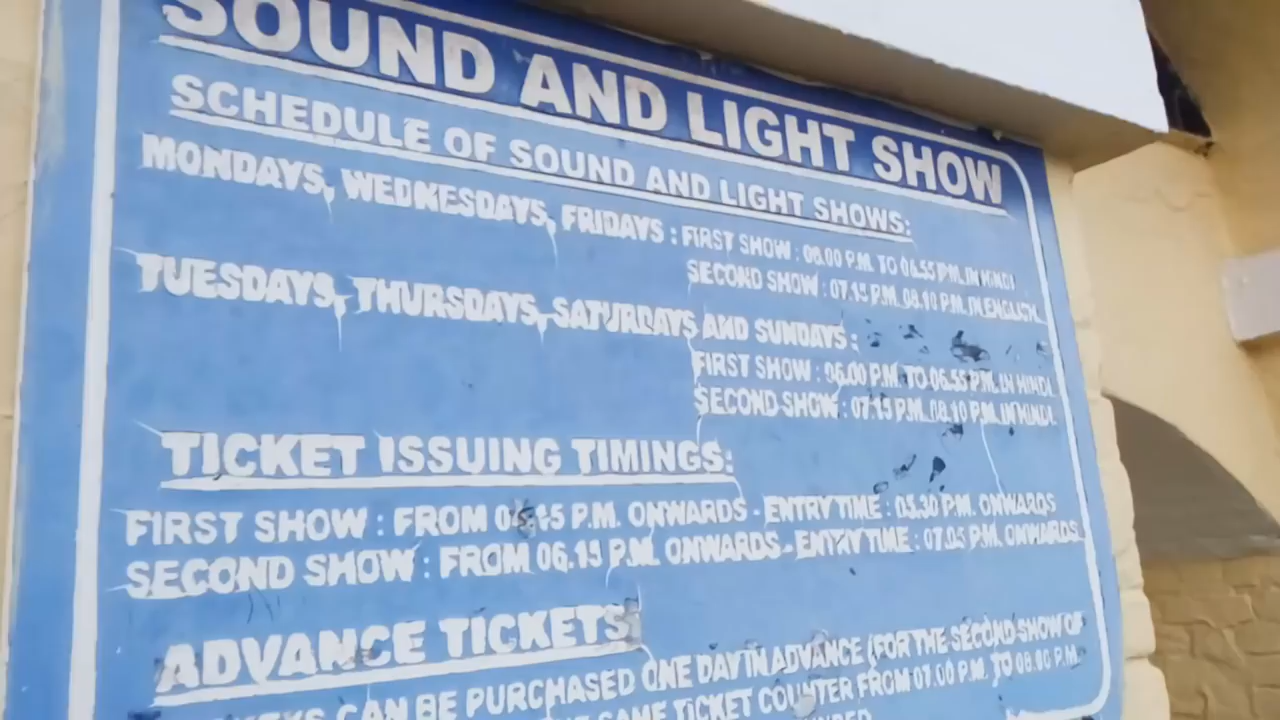 SOUND AND LIGHT SHOW
SCHEDULE OF SOUND AND LIGHT SHOWS:
MONDAYS, WEDNESDAYS, FRIDAYS : FIRST SHOW : 06.00 P.M. TO 06.55 P.M. IN HINDI
SECOND SHOW : 07.15 P.M. 08.10 P.M. IN ENGLISH.
TUESDAYS, THURSDAYS, SATURDAYS AND SUNDAYS :
FIRST SHOW : 06.00 P.M. TO 06.55 P.M. IN HINDI.
SECOND SHOW : 07.15 P.M. 08.10 P.M. IN HINDI.
TICKET ISSUING TIMINGS:
FIRST SHOW : FROM P.M. ONWARDS - ENTRY TIME : P.M. ONWARDS
SECOND SHOW : FROM 06.15 P.M. ONWARDS - ENTRY TIME : 07.05 P.M. ONWARDS
ADVANCE TICKETS
CAN BE PURCHASED ONE DAY IN ADVANCE (FOR THE SECOND SHOW OF
SAME TICKET COUNTER FROM 07.00 P.M. TO P.M.